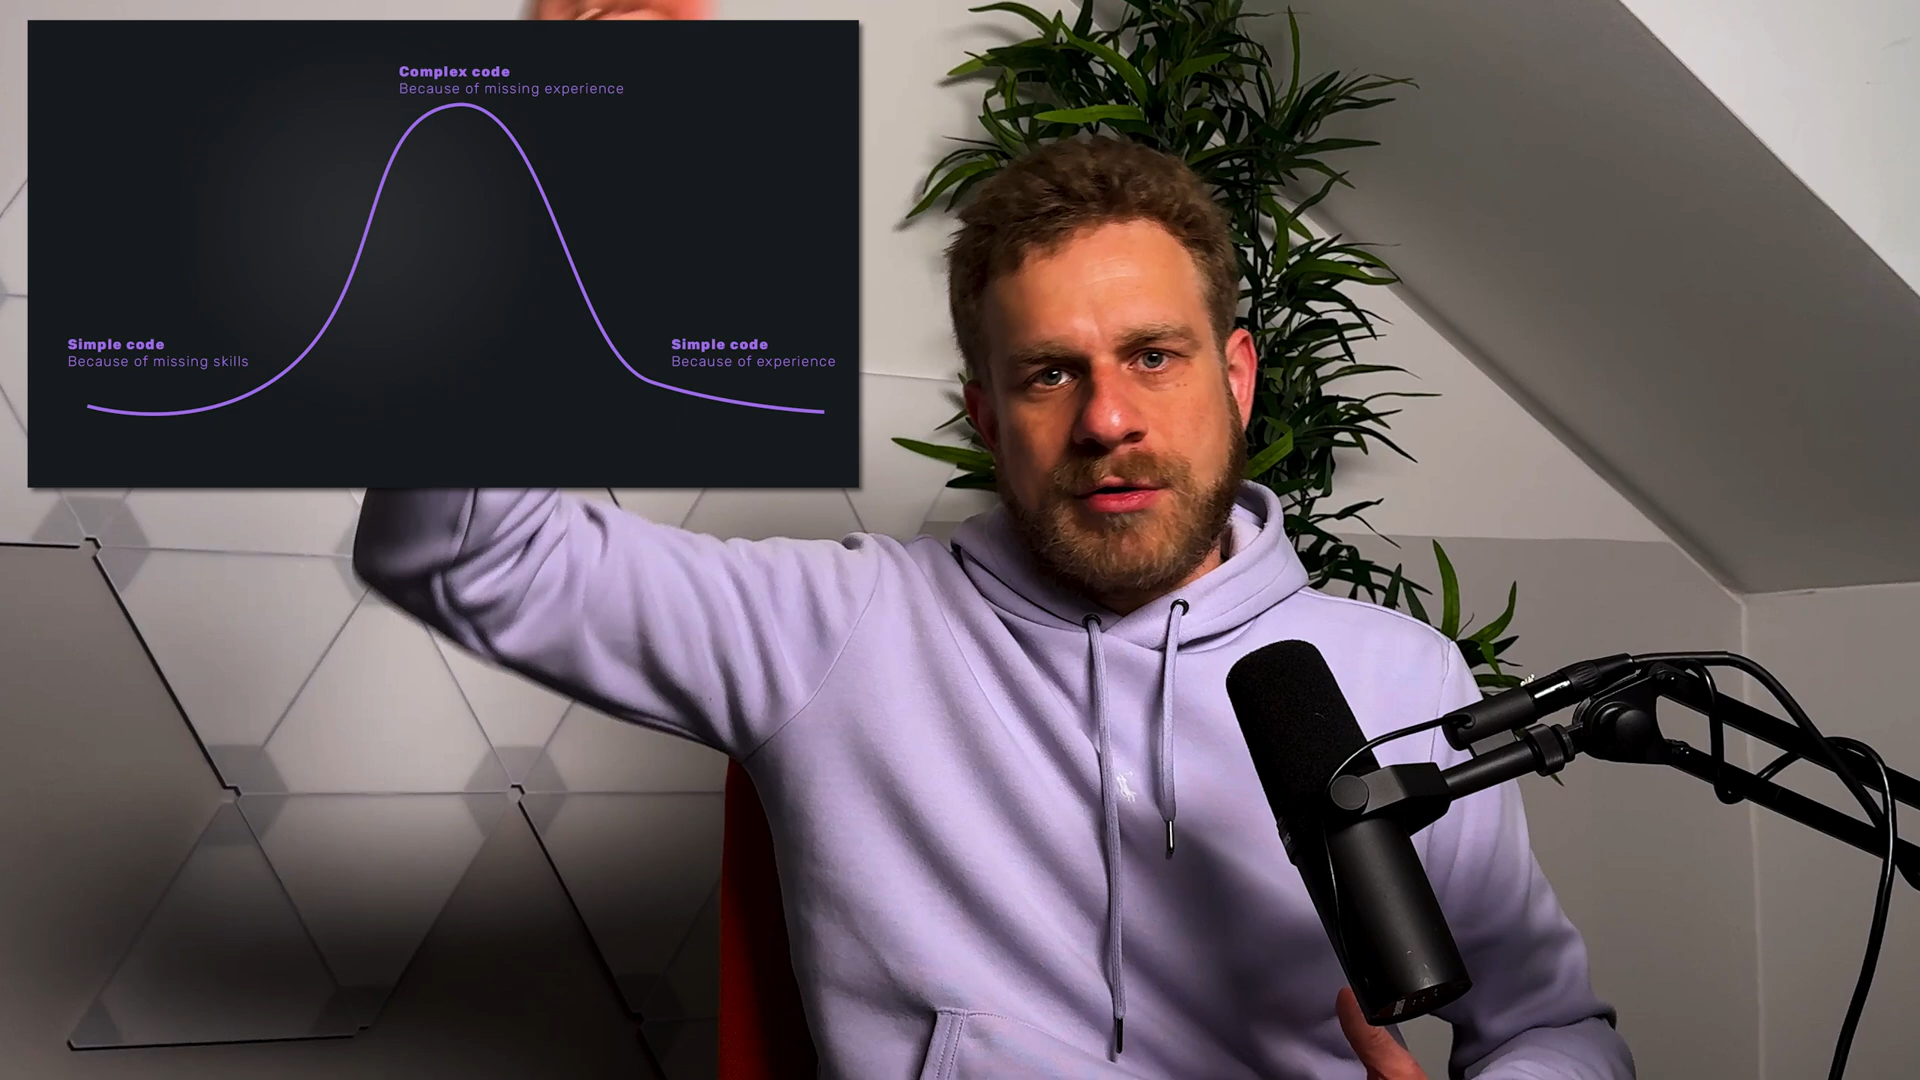 Complex code
Because of missing experience
Simple code
Because of missing skills
Simple code
Because of experience